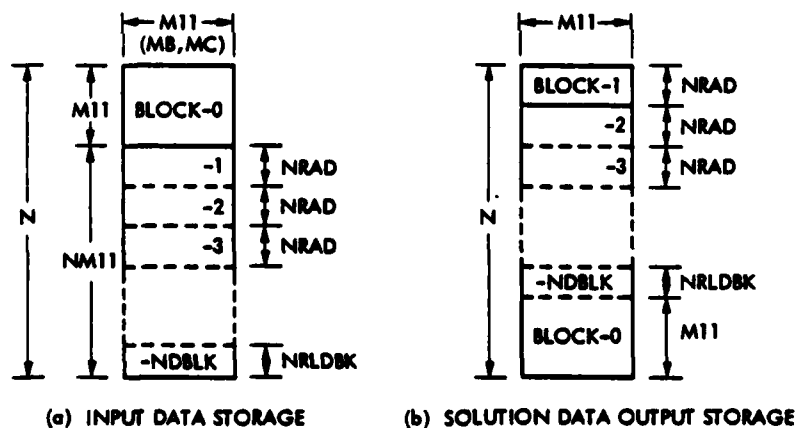 M11
(MB,MC)
M11
BLOCK-0
-1
NRAD
-2
NRAD
-3
NRAD
N
NM11
-NDBLK
NRLDBK
(a) INPUT DATA STORAGE
M11
BLOCK-1
NRAD
-2
NRAD
-3
NRAD
N
-NDBLK
NRLDBK
BLOCK-0
M11
(b) SOLUTION DATA OUTPUT STORAGE